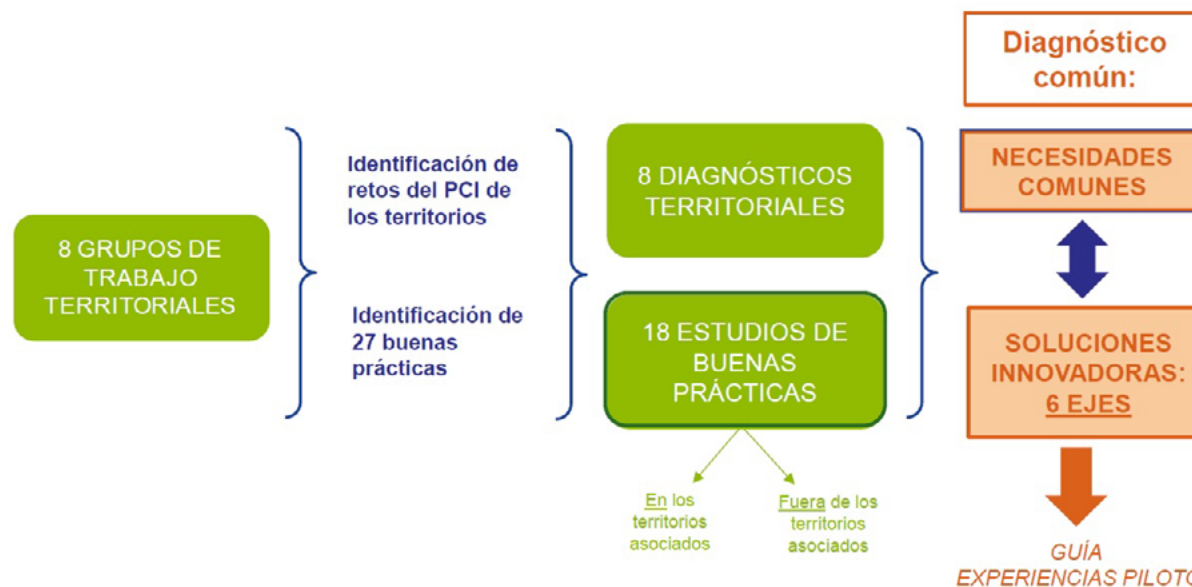 8 GRUPOS DE
TRABAJO
TERRITORIALES
Identificación de
retos del PCI de
los territorios
Identificación de
27 buenas
prácticas
8 DIAGNÓSTICOS
TERRITORIALES
18 ESTUDIOS DE
BUENAS
PRÁCTICAS
En los
territorios
asociados
Fuera de los
territorios
asociados
Diagnóstico
común:
NECESIDADES
COMUNES
SOLUCIONES
INNOVADORAS:
6 EJES
GUÍA
EXPERIENCIAS PILOTO